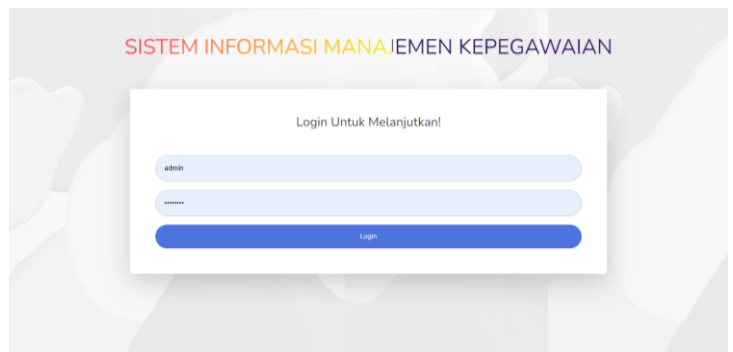 SISTEM INFORMASI MANAJEMEN KEPEGAWAIAN
Login Untuk Melanjutkan!
admin
••••••••
Login